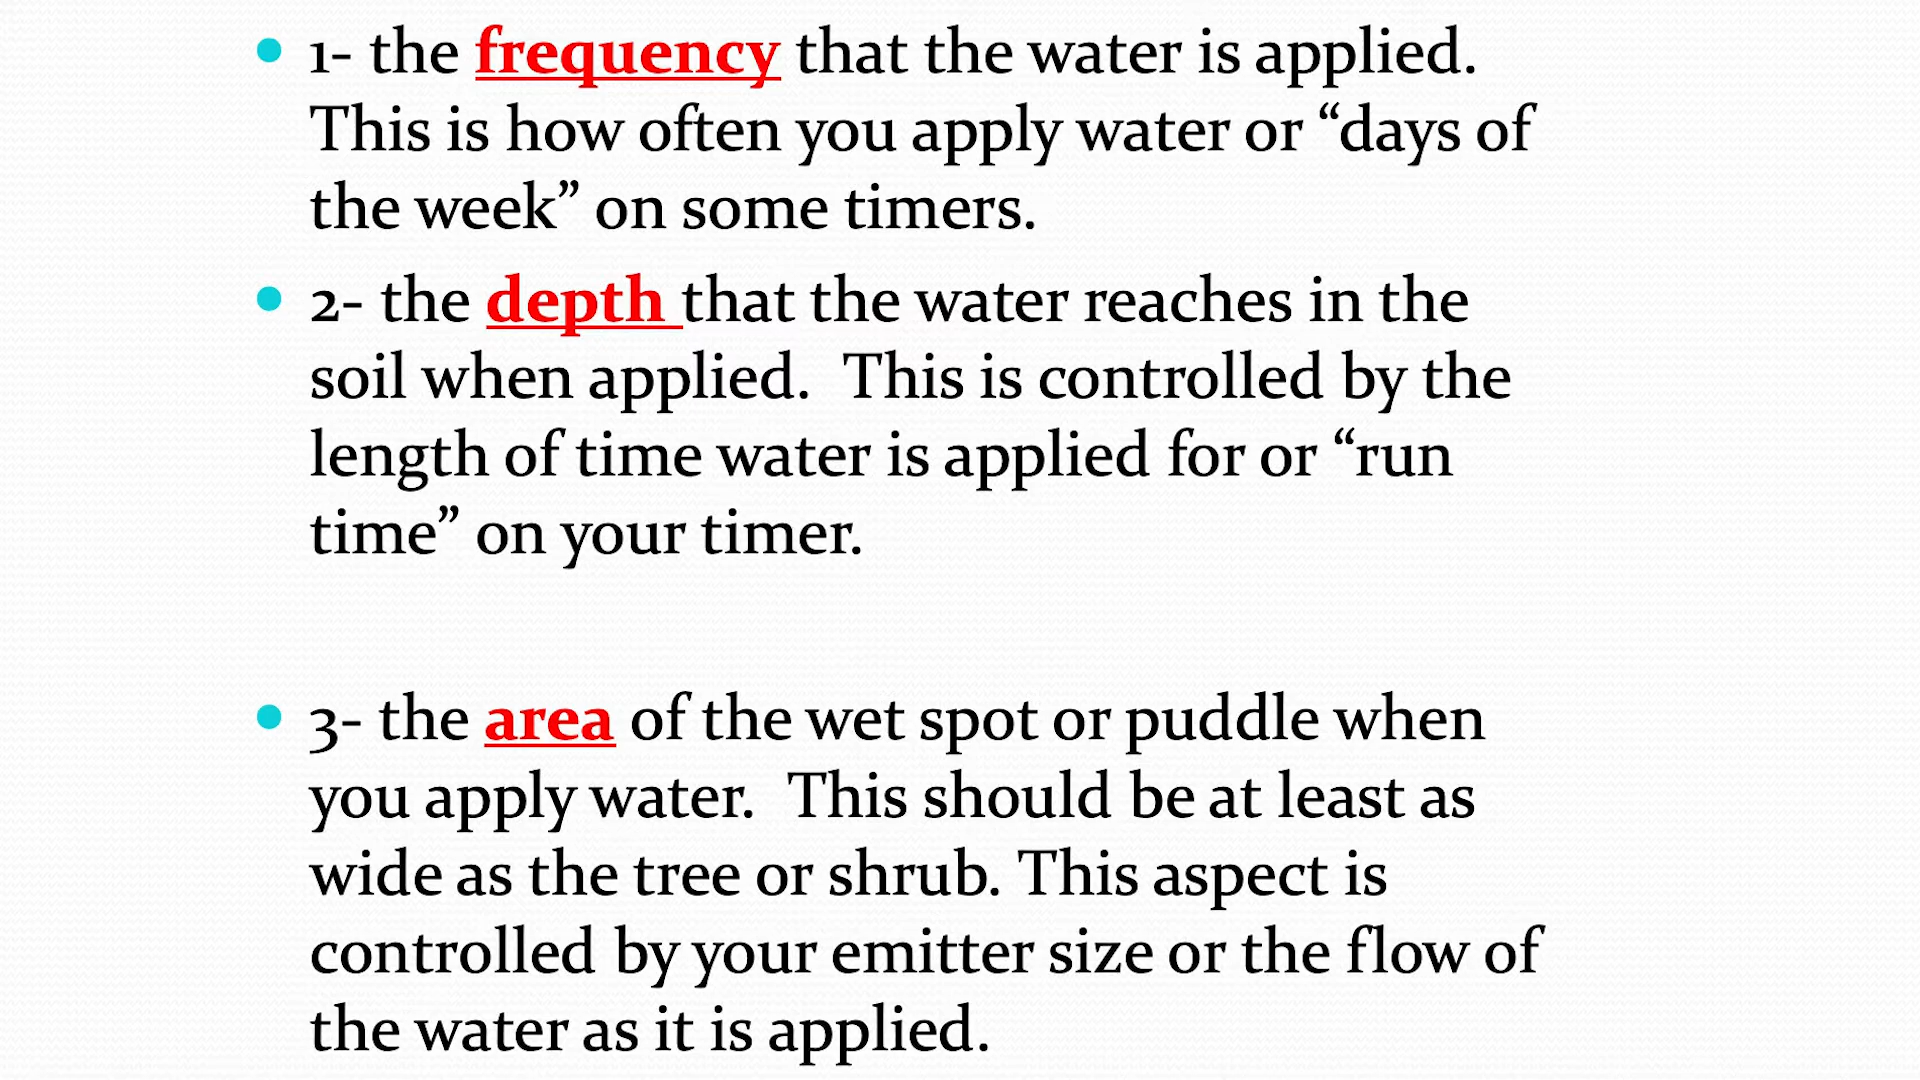 1- the frequency that the water is applied.
This is how often you apply water or “days of
the week” on some timers.
2- the depth that the water reaches in the
soil when applied.  This is controlled by the
length of time water is applied for or “run
time” on your timer.
3- the area of the wet spot or puddle when
you apply water.  This should be at least as
wide as the tree or shrub. This aspect is
controlled by your emitter size or the flow of
the water as it is applied.